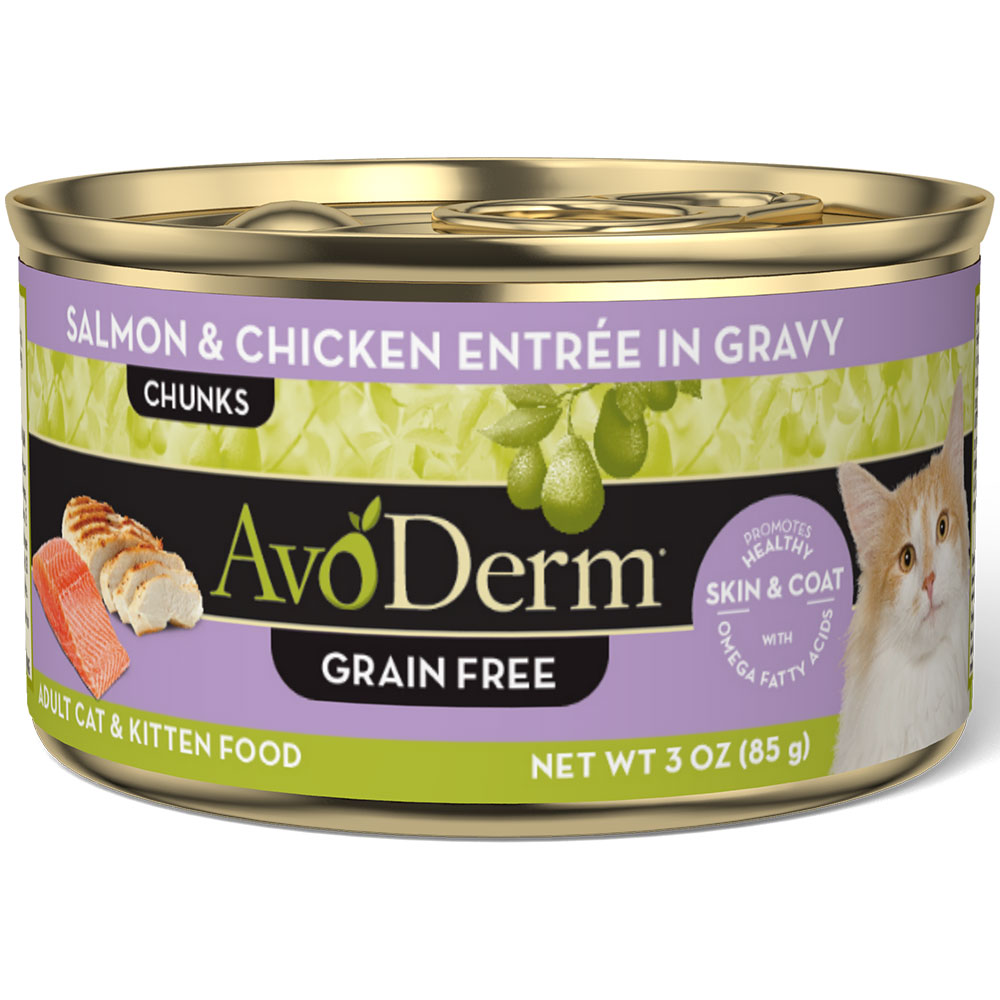 SALMON & CHICKEN ENTRÉE IN GRAVY
CHUNKS
AvoDerm
GRAIN FREE
PROMOTES
HEALTHY
SKIN & COAT
WITH
OMEGA FATTY ACIDS
ADULT CAT & KITTEN FOOD
NET WT 3 OZ (85 g)